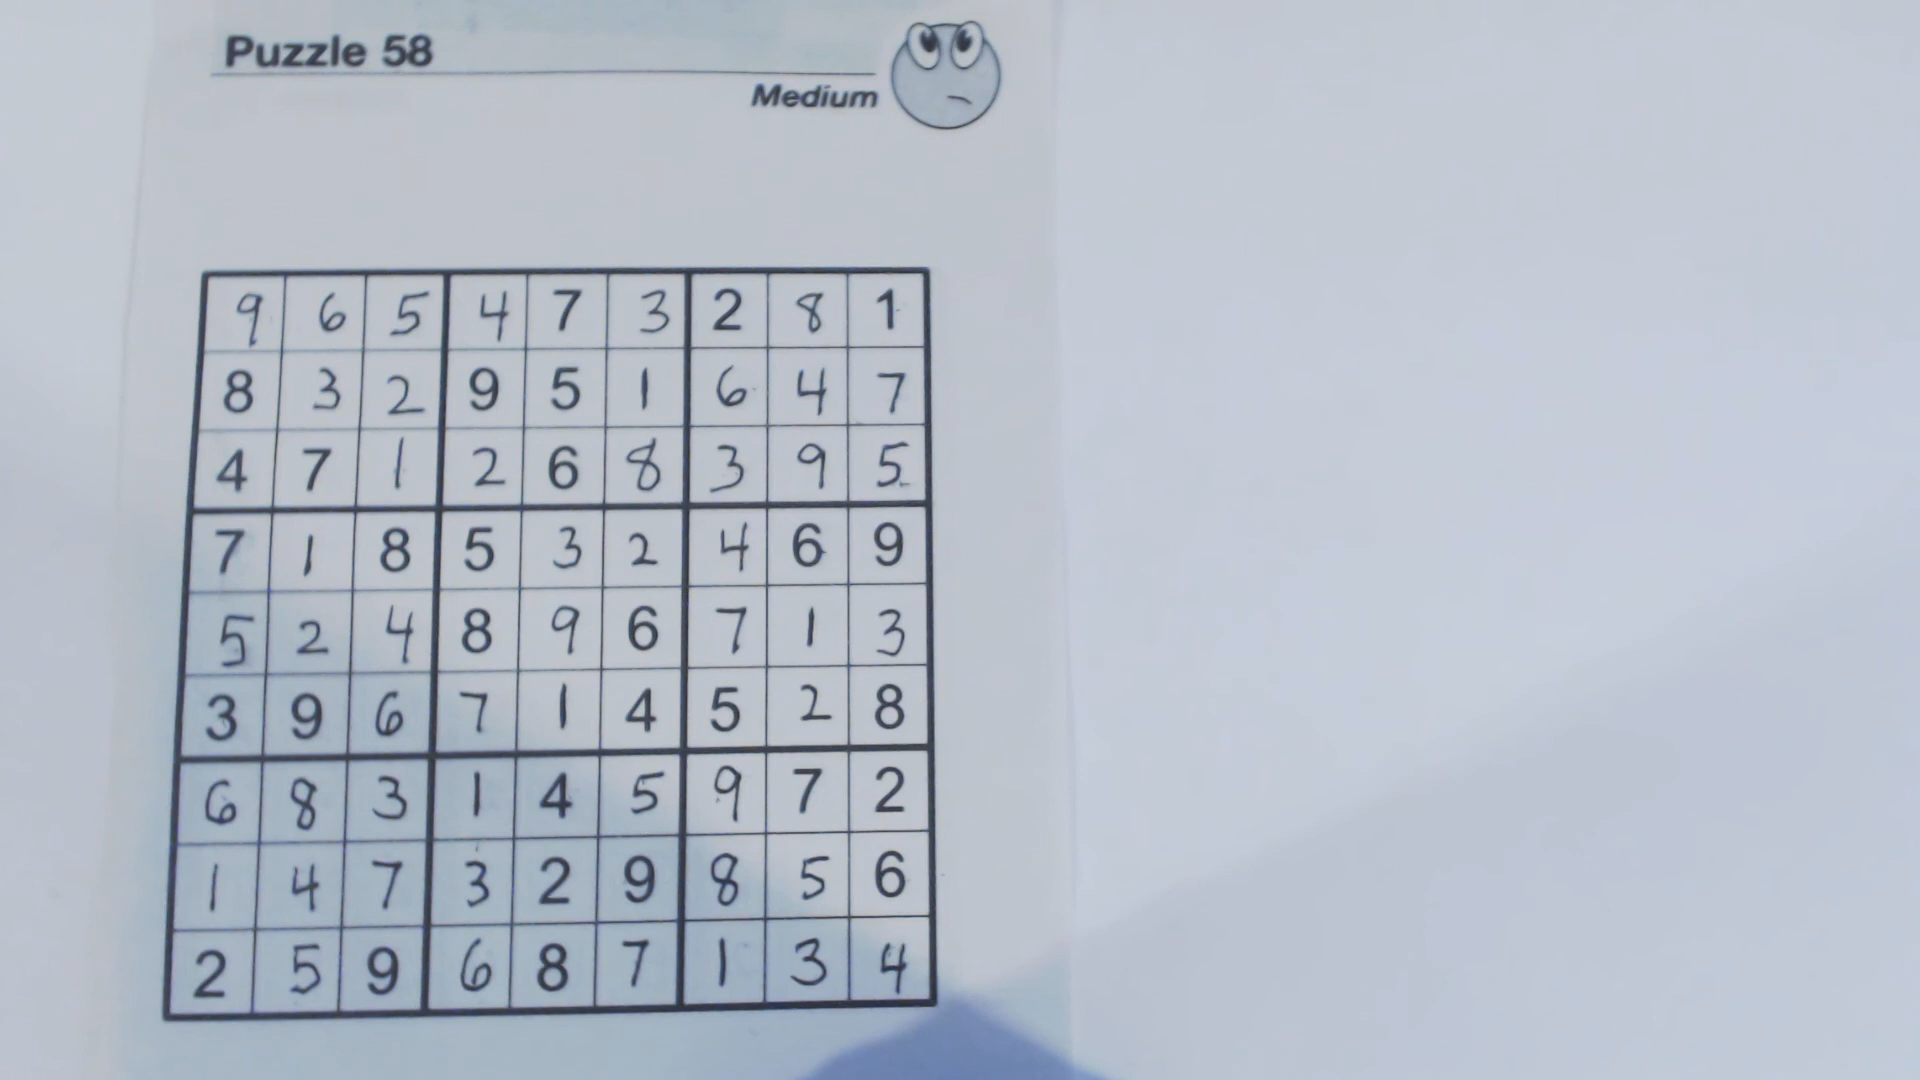 Puzzle 58
Medium
9 6 5 4 7 3 2 8 1
8 3 2 9 5 1 6 4 7
4 7 1 2 6 8 3 9 5
7 1 8 5 3 2 4 6 9
5 2 4 8 9 6 7 1 3
3 9 6 7 1 4 5 2 8
6 8 3 1 4 5 9 7 2
1 4 7 3 2 9 8 5 6
2 5 9 6 8 7 1 3 4